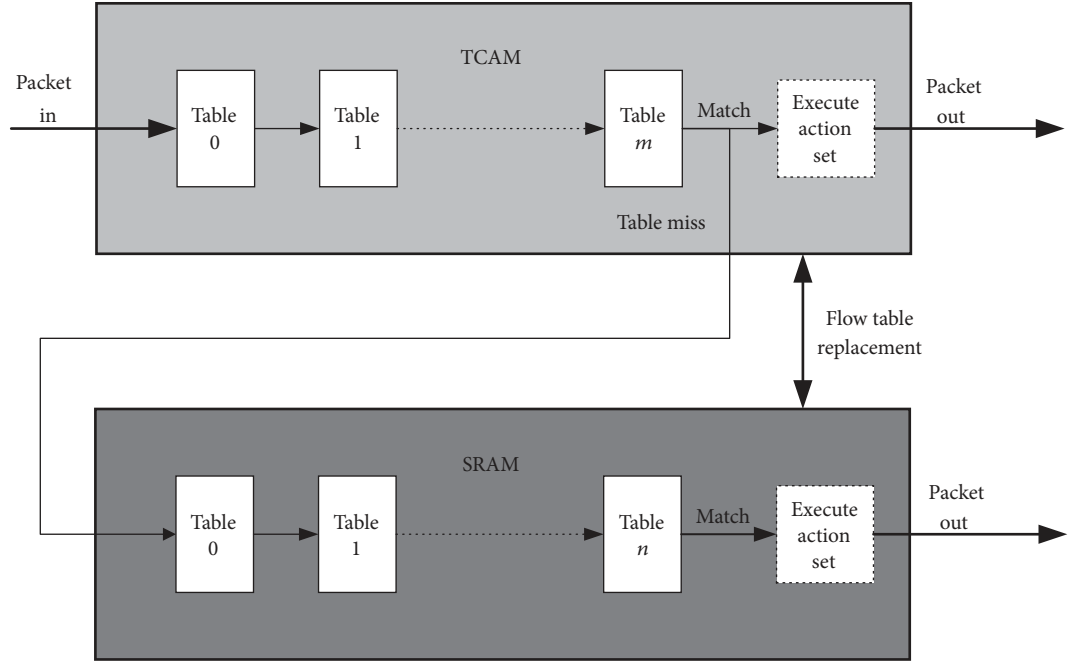 TCAM
Packet
in
Table
0
Table
1
Table
m
Match
Execute
action
set
Packet
out
Table miss
Flow table
replacement
SRAM
Table
0
Table
1
Table
n
Match
Execute
action
set
Packet
out